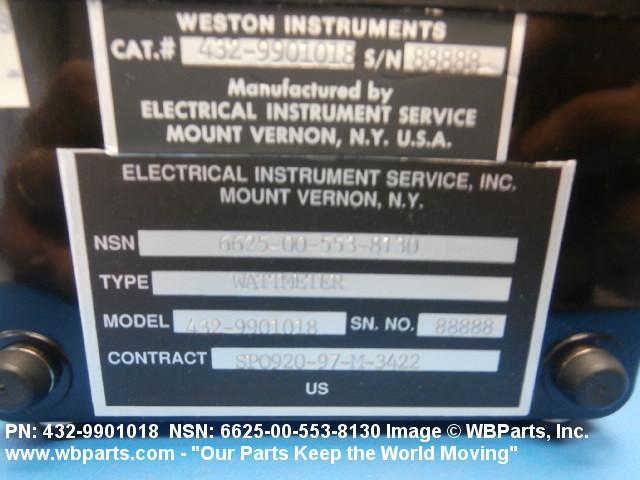 WESTON INSTRUMENTS
CAT.# 432-9901018 S/N 88888
Manufactured by
ELECTRICAL INSTRUMENT SERVICE
MOUNT VERNON, N.Y. U.S.A.
ELECTRICAL INSTRUMENT SERVICE, INC.
MOUNT VERNON, N.Y.
NSN 6625-00-553-8130
TYPE WATTMETER
MODEL 432-9901018 SN. NO. 88888
CONTRACT SPO920-97-M-3422
US
PN: 432-9901018 NSN: 6625-00-553-8130 Image © WBParts, Inc.
www.wbparts.com - "Our Parts Keep the World Moving"